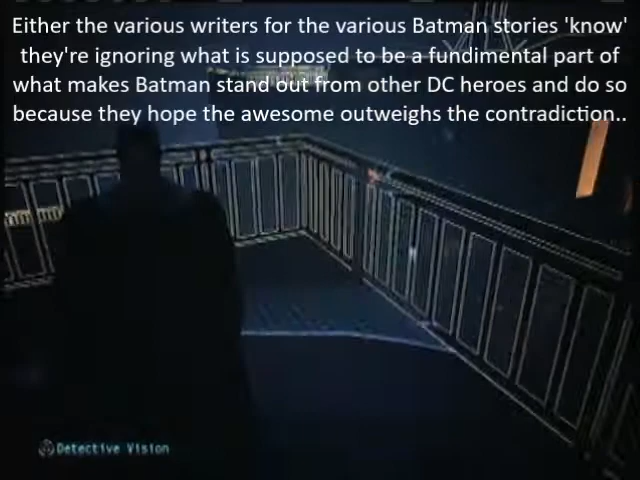 Either the various writers for the various Batman stories 'know'
they're ignoring what is supposed to be a fundimental part of
what makes Batman stand out from other DC heroes and do so
because they hope the awesome outweighs the contradiction..
Detective Vision